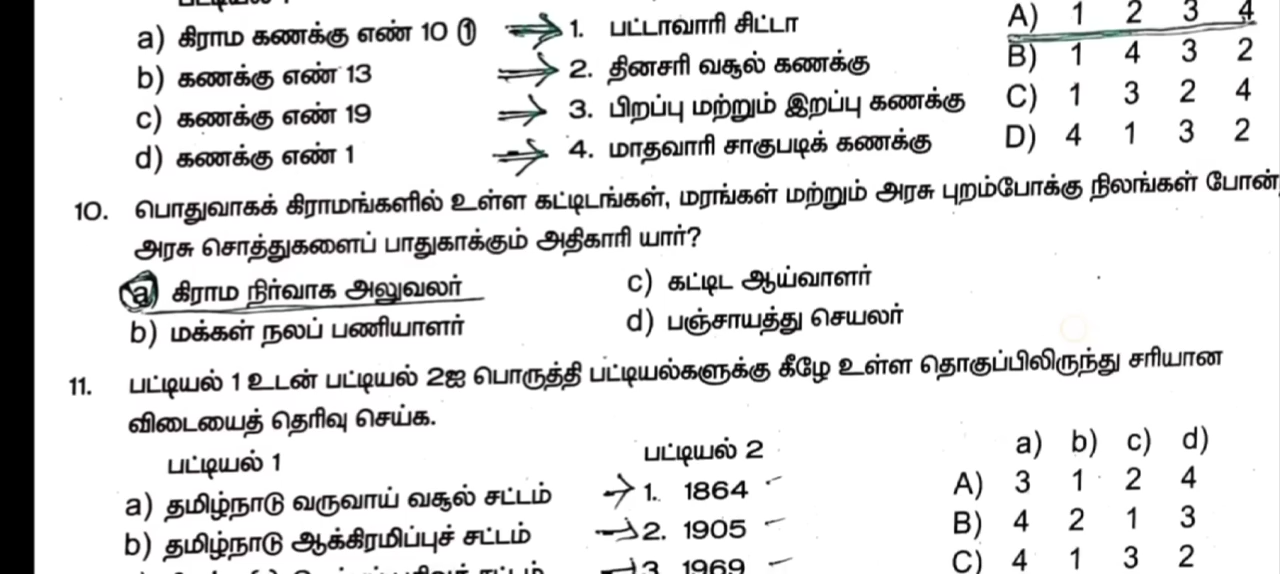 a) கிராம கணக்கு எண் 10 ① 1. பட்டாவாரி சிட்டா A) 1 2 3 4
b) கணக்கு எண் 13 2. தினசரி வசூல் கணக்கு B) 1 4 3 2
c) கணக்கு எண் 19 3. பிறப்பு மற்றும் இறப்பு கணக்கு C) 1 3 2 4
d) கணக்கு எண் 1 4. மாதவாரி சாகுபடிக் கணக்கு D) 4 1 3 2
10. பொதுவாகக் கிராமங்களில் உள்ள கட்டிடங்கள், மரங்கள் மற்றும் அரசு புறம்போக்கு நிலங்கள் போன்
அரசு சொத்துகளைப் பாதுகாக்கும் அதிகாரி யார்?
a) கிராம நிர்வாக அலுவலர் c) கட்டிட ஆய்வாளர்
b) மக்கள் நலப் பணியாளர் d) பஞ்சாயத்து செயலர்
11. பட்டியல் 1 உடன் பட்டியல் 2ஐ பொருத்தி பட்டியல்களுக்கு கீழே உள்ள தொகுப்பிலிருந்து சரியான
விடையைத் தெரிவு செய்க.
பட்டியல் 1 பட்டியல் 2 a) b) c) d)
a) தமிழ்நாடு வருவாய் வசூல் சட்டம் 1. 1864 A) 3 1 2 4
b) தமிழ்நாடு ஆக்கிரமிப்புச் சட்டம் 2. 1905 B) 4 2 1 3
3 1969 C) 4 1 3 2